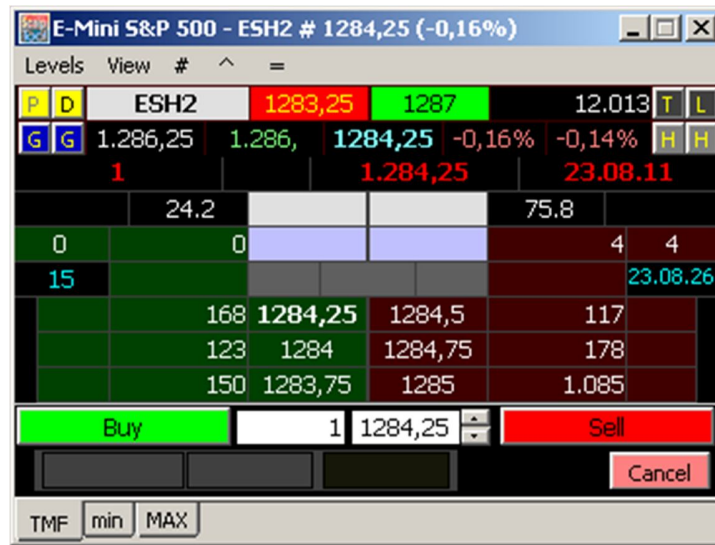 E-Mini S&P 500 - ESH2 # 1284,25 (-0,16%)
Levels View # ^ =
P D ESH2 1283,25 1287 12.013 T L
G G 1.286,25 1.286, 1284,25 -0,16% -0,14% H H
1 1.284,25 23.08.11
24.2 75.8
0 0 4 4
15 23.08.26
168 1284,25 1284,5 117
123 1284 1284,75 178
150 1283,75 1285 1.085
Buy 1 1284,25 Sell
Cancel
TMF min MAX